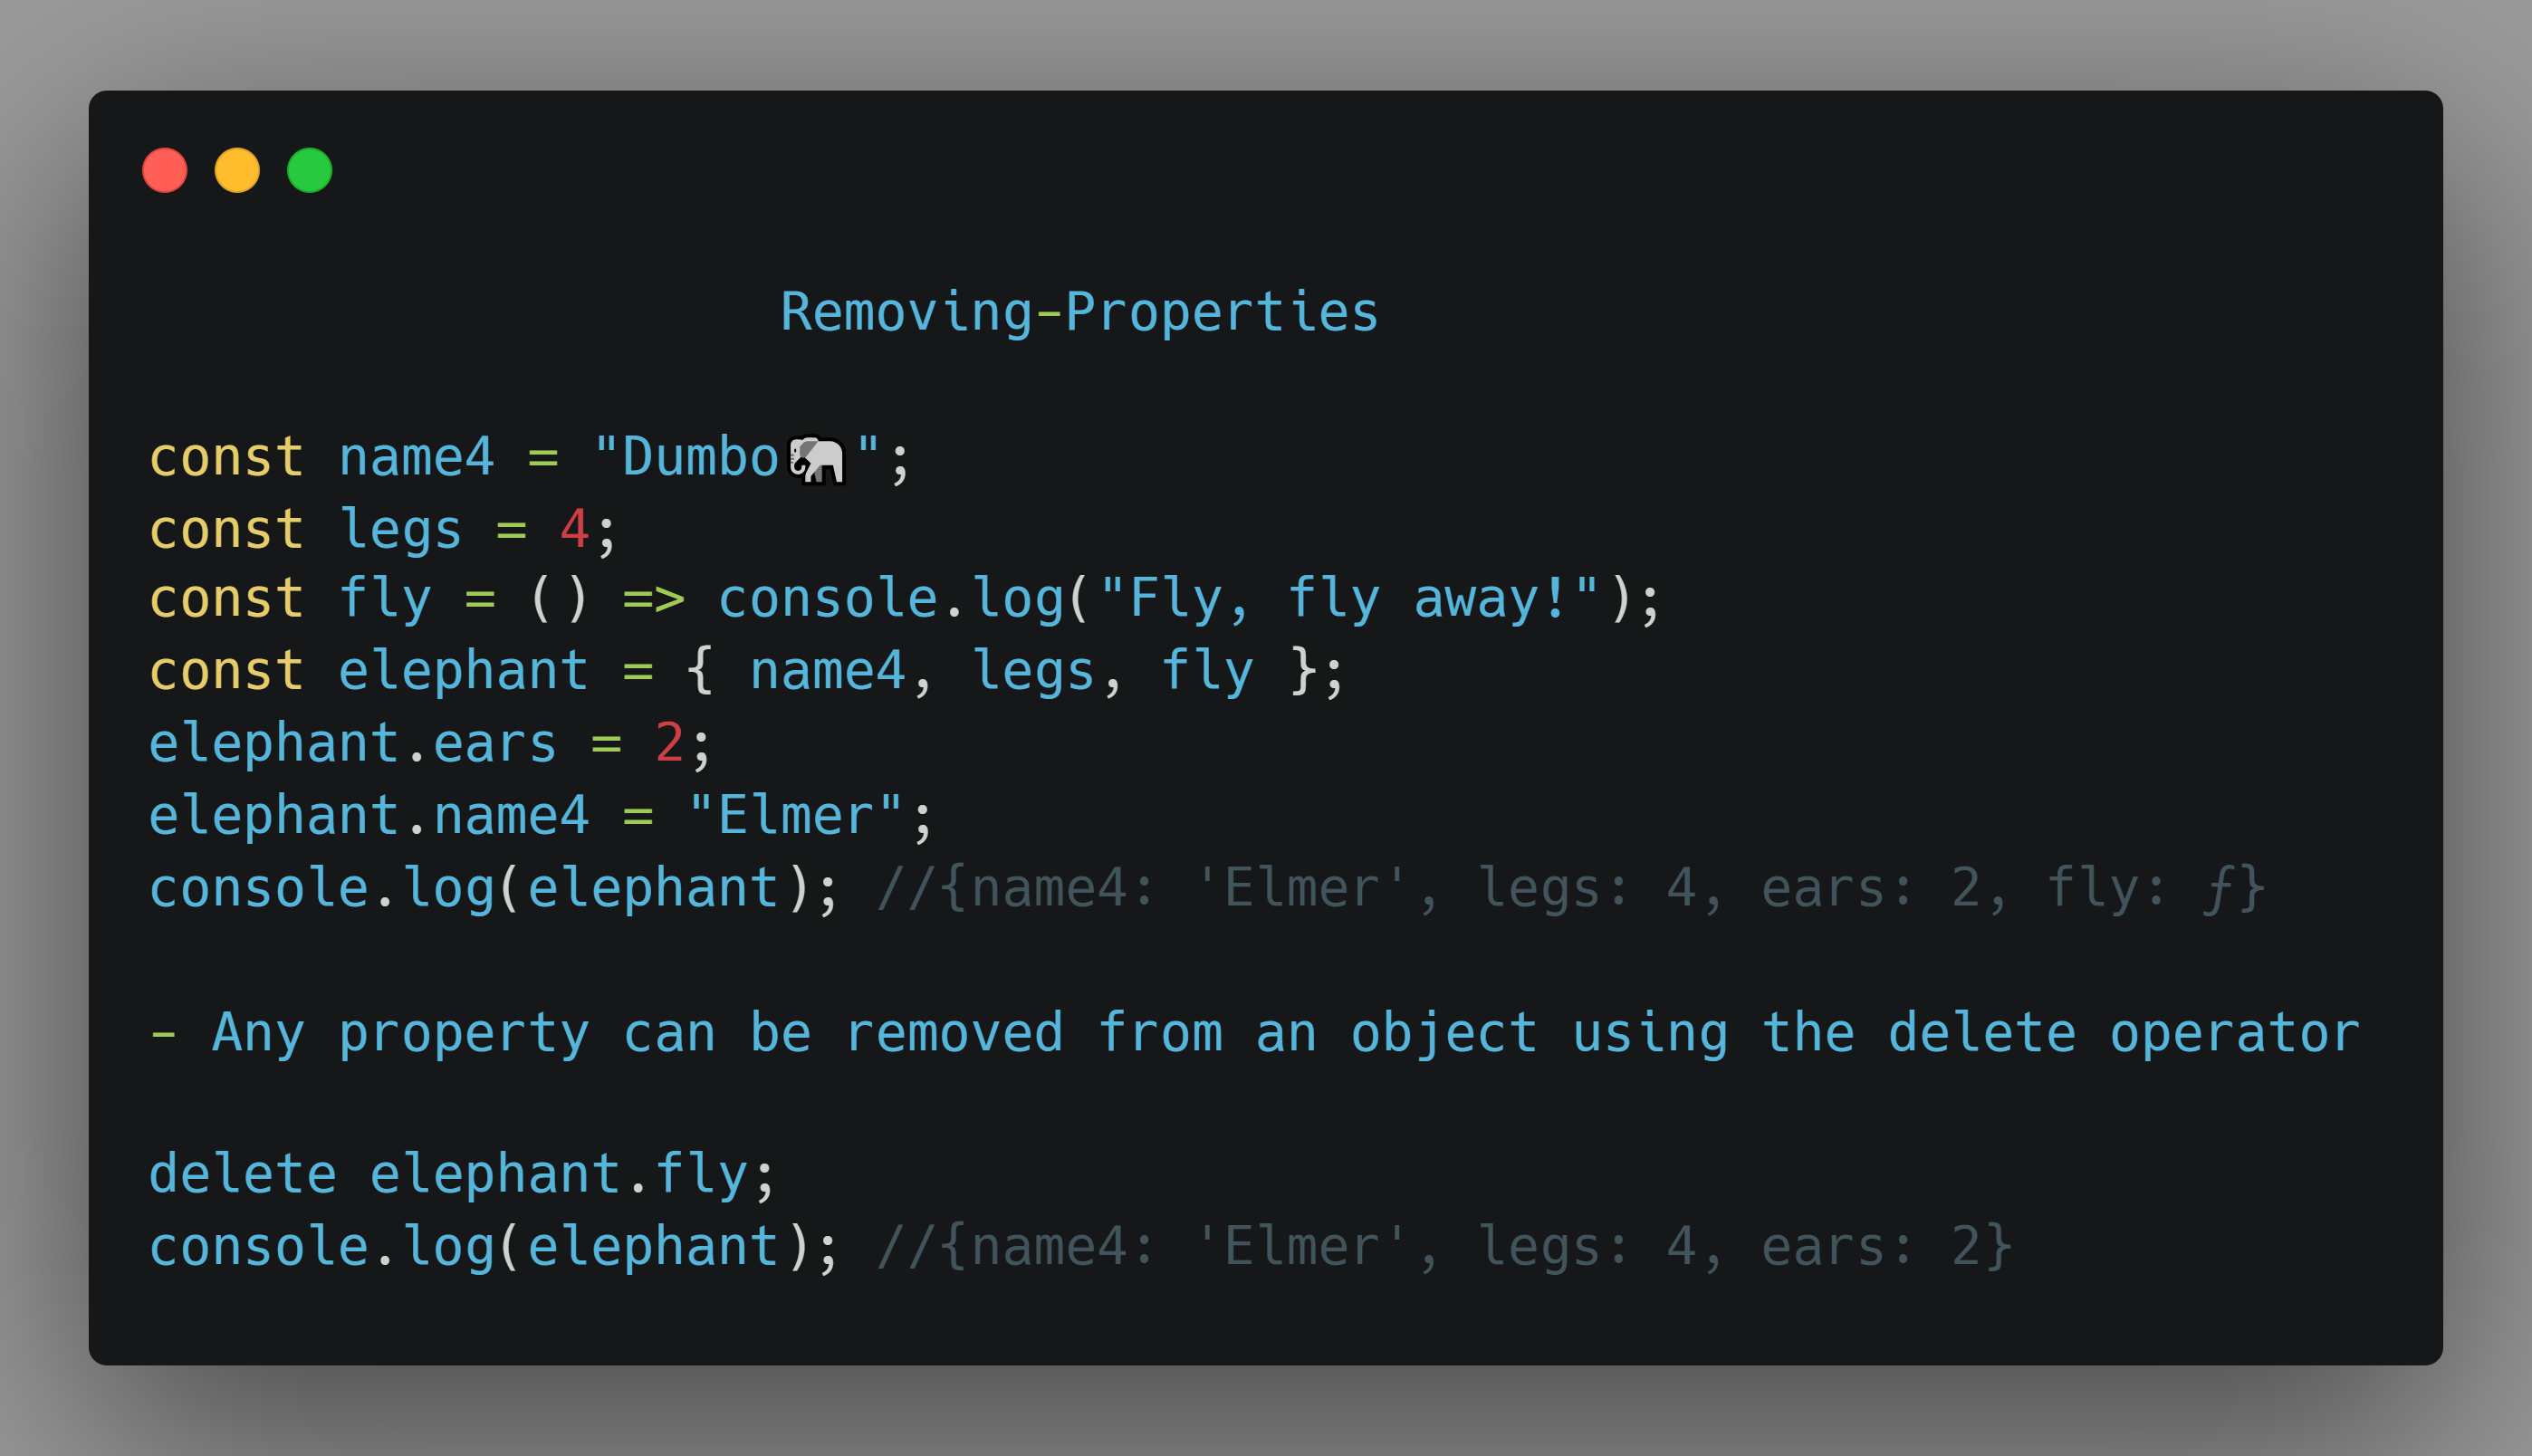 Removing-Properties
const name4 = "Dumbo🐘";
const legs = 4;
const fly = () => console.log("Fly, fly away!");
const elephant = { name4, legs, fly };
elephant.ears = 2;
elephant.name4 = "Elmer";
console.log(elephant); //{name4: 'Elmer', legs: 4, ears: 2, fly: ƒ}
- Any property can be removed from an object using the delete operator
delete elephant.fly;
console.log(elephant); //{name4: 'Elmer', legs: 4, ears: 2}